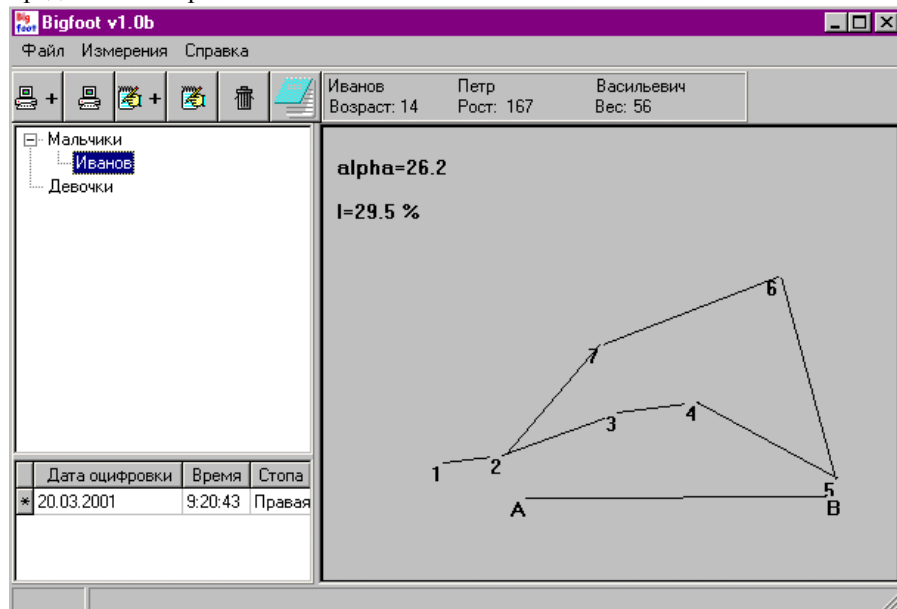 Big foot Bigfoot v1.0b
Файл Измерения Справка
+ +
Иванов Петр Васильевич
Возраст: 14 Рост: 167 Вес: 56
Мальчики
Иванов
Девочки
alpha=26.2
l=29.5 %
6
7
4
3
1 2
5
A B
Дата оцифровки Время Стопа
* 20.03.2001 9:20:43 Правая